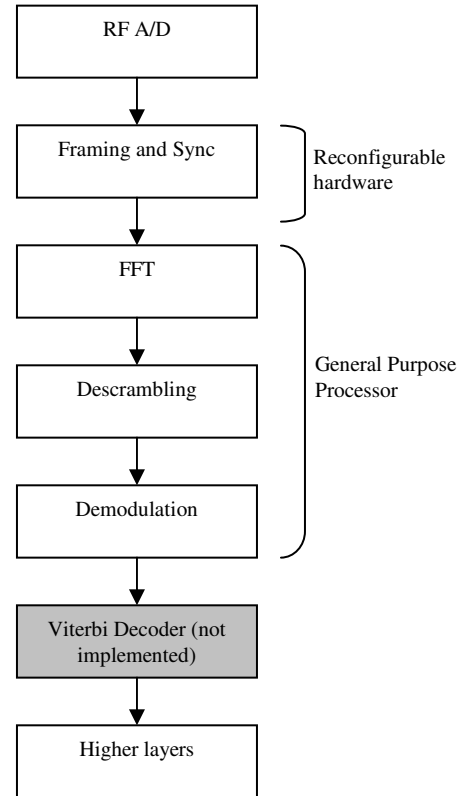 RF A/D
Framing and Sync
Reconfigurable
hardware
FFT
General Purpose
Processor
Descrambling
Demodulation
Viterbi Decoder (not
implemented)
Higher layers